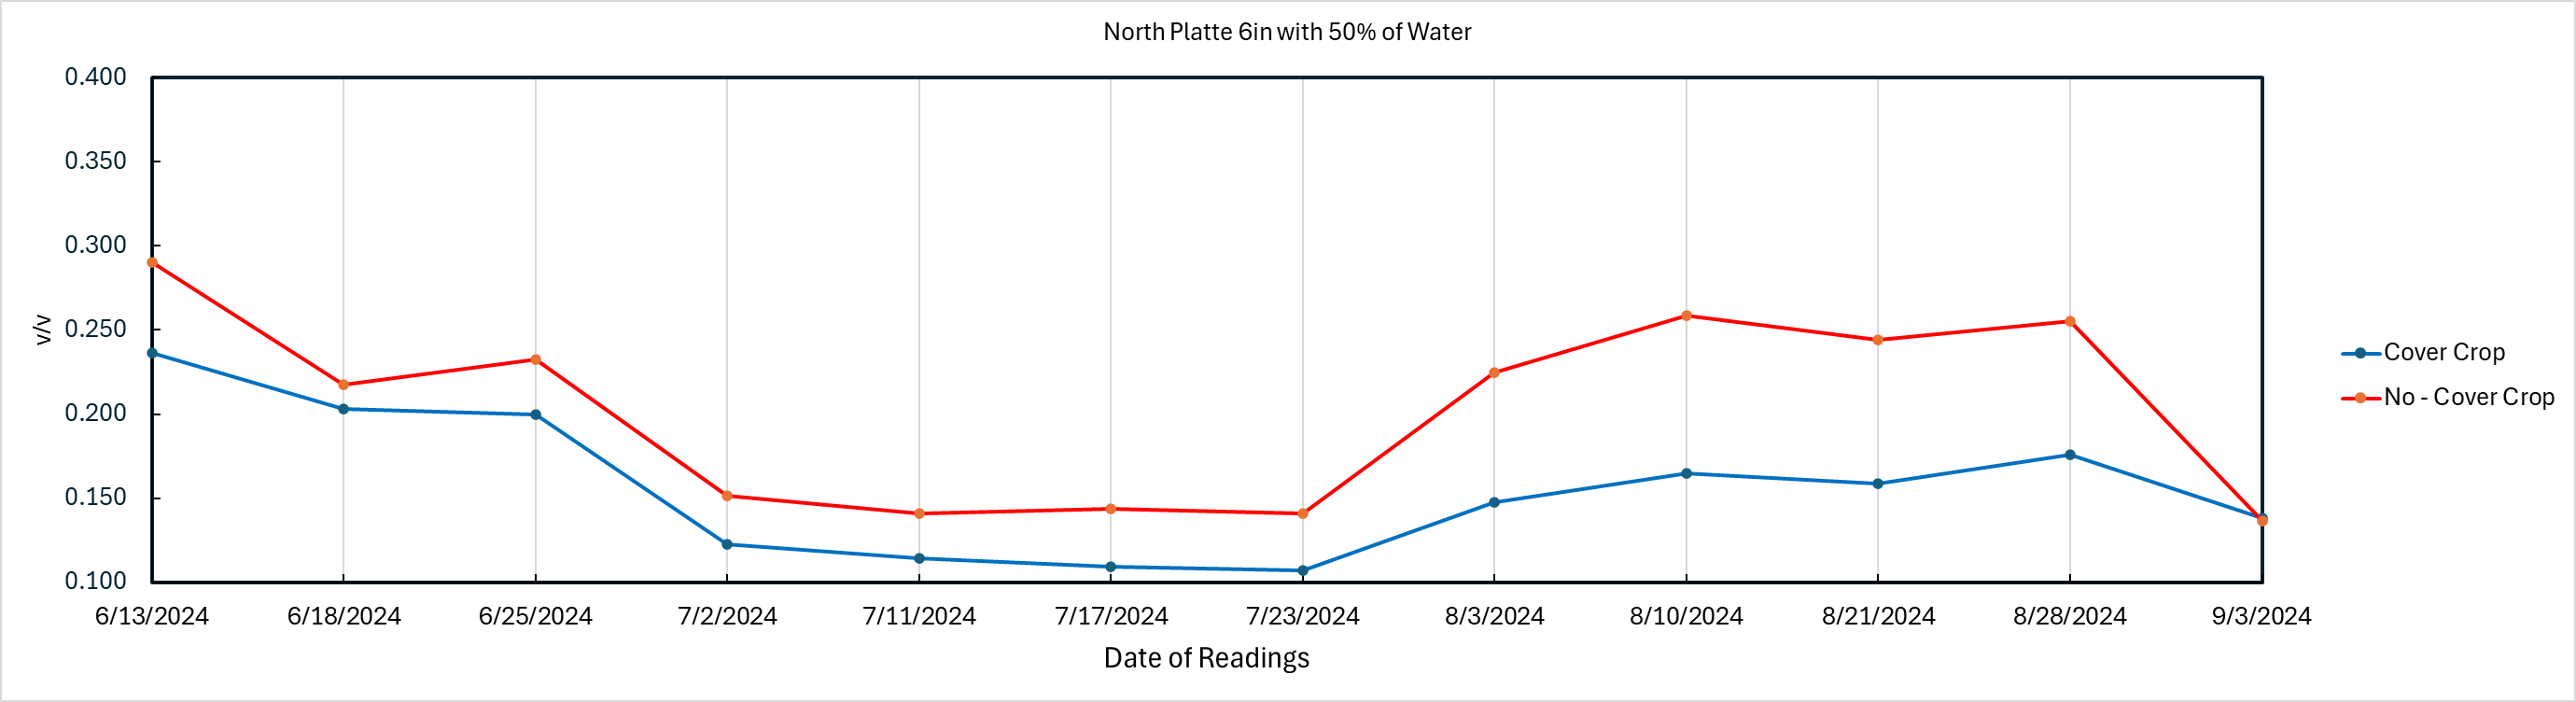 North Platte 6in with 50% of Water
0.400
0.350
0.300
0.250
0.200
0.150
0.100
v/v
6/13/2024 6/18/2024 6/25/2024 7/2/2024 7/11/2024 7/17/2024 7/23/2024 8/3/2024 8/10/2024 8/21/2024 8/28/2024 9/3/2024
Date of Readings
Cover Crop
No - Cover Crop